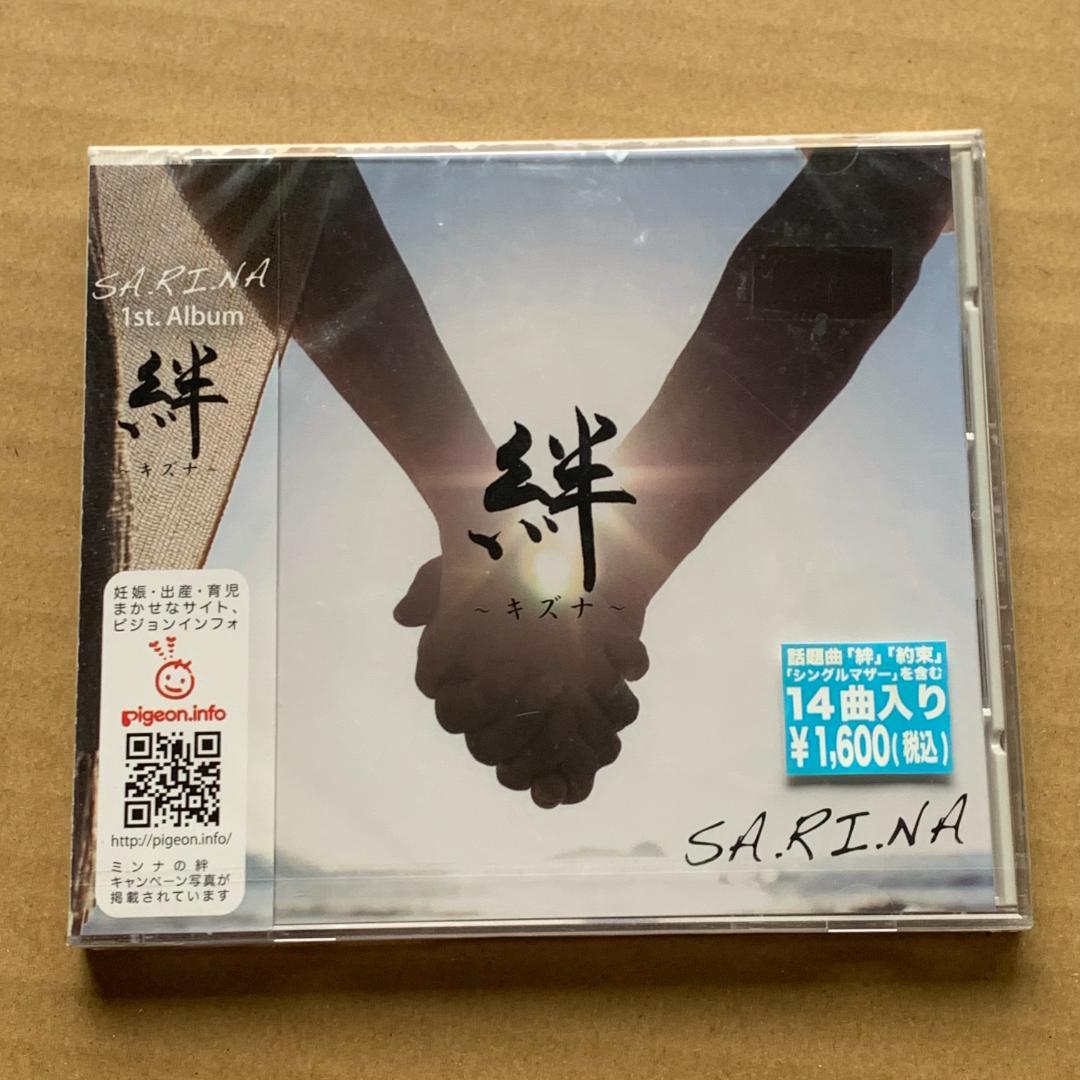 SA.RI.NA
1st. Album
絆
~キズナ~
妊娠・出産・育児
まかせなサイト、
ピジョンインフォ
pigeon.info
http://pigeon.info/
ミンナの絆
キャンペーン写真が
掲載されています
絆
~キズナ~
話題曲「絆」「約束」
「シングルマザー」を含む
14曲入り
¥1,600(税込)
SA.RI.NA